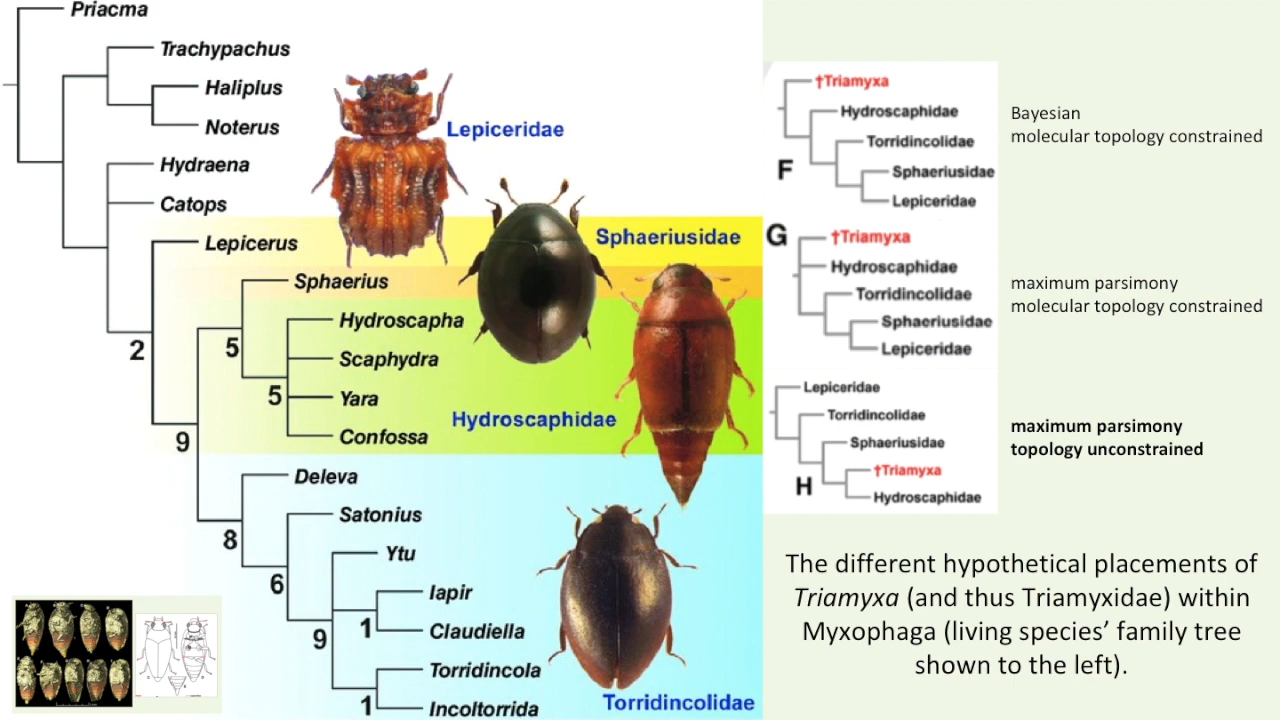 Priacma
Trachypachus
Haliplus
Noterus
Hydraena
Catops
Lepicerus
Sphaerius
Hydroscapha
Scaphydra
Yara
Confossa
Deleva
Satonius
Ytu
Iapir
Claudiella
Torridincola
Incoltorrida
2
5
5
9
8
6
9
1
1
Lepiceridae
Sphaeriusidae
Hydroscaphidae
Torridincolidae
†Triamyxa
Hydroscaphidae
Torridincolidae
Sphaeriusidae
Lepiceridae
F
Bayesian
molecular topology constrained
G
†Triamyxa
Hydroscaphidae
Torridincolidae
Sphaeriusidae
Lepiceridae
maximum parsimony
molecular topology constrained
Lepiceridae
Torridincolidae
Sphaeriusidae
†Triamyxa
Hydroscaphidae
H
maximum parsimony
topology unconstrained
The different hypothetical placements of
Triamyxa (and thus Triamyxidae) within
Myxophaga (living species’ family tree
shown to the left).